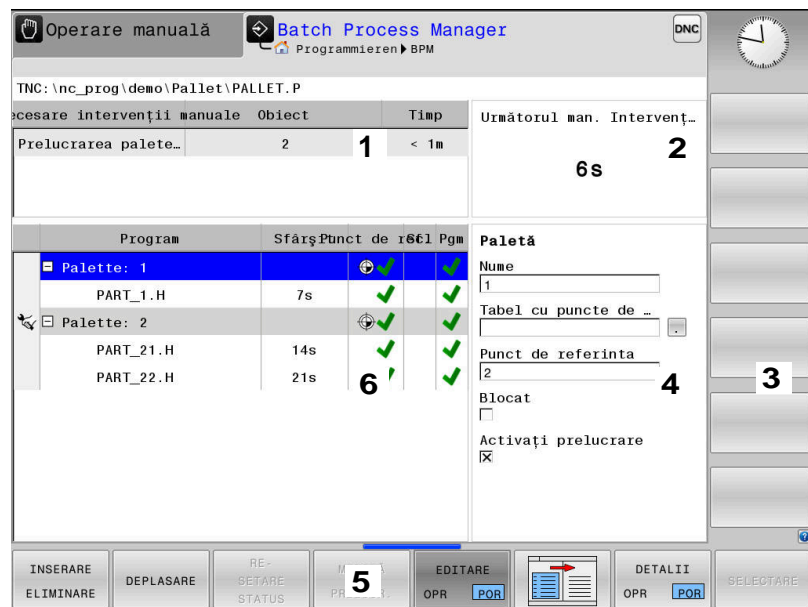 Operare manuală
Batch Process Manager
DNC
Programmieren BPM
TNC:\nc_prog\demo\Pallet\PALLET.P
ecesare intervenții manuale Obiect Timp
Prelucrarea palete… 2 1 < 1m
Următorul man. Intervenț…
2
6s
Program Sfârşit Punct de ref Scl Pgm
Palette: 1
PART_1.H 7s
Palette: 2
PART_21.H 14s
PART_22.H 21s
6
Paletă
Nume
1
Tabel cu puncte de …
.
Punct de referinta
2
4
Blocat
Activați prelucrare
3
INSERARE
ELIMINARE
DEPLASARE
RE-
SETARE
STATUS
5
EDITARE
OPR POR
DETALII
OPR POR
SELECTARE